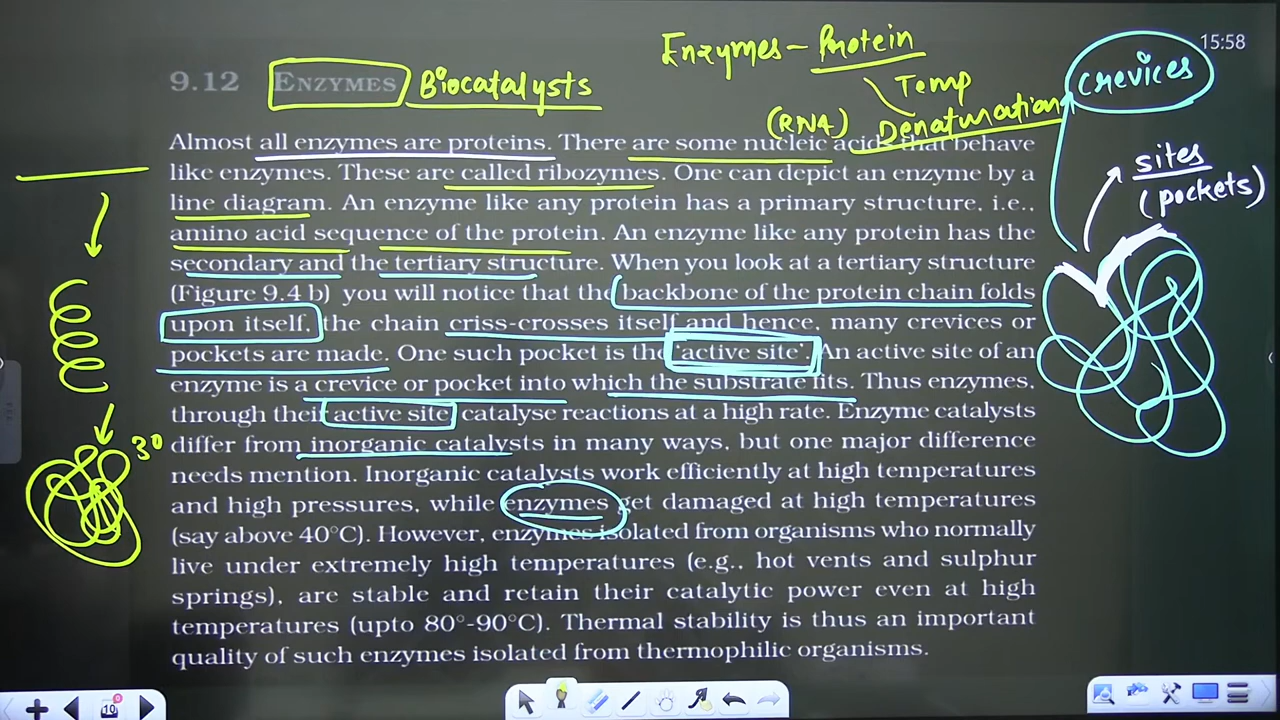 15:58
Enzymes - Protein
Temp
(RNA) Denaturation
crevices
sites
(pockets)
9.12 ENZYMES Biocatalysts
Almost all enzymes are proteins. There are some nucleic acids that behave
like enzymes. These are called ribozymes. One can depict an enzyme by a
line diagram. An enzyme like any protein has a primary structure, i.e.,
amino acid sequence of the protein. An enzyme like any protein has the
secondary and the tertiary structure. When you look at a tertiary structure
(Figure 9.4 b) you will notice that the backbone of the protein chain folds
upon itself, the chain criss-crosses itself and hence, many crevices or
pockets are made. One such pocket is the 'active site'. An active site of an
enzyme is a crevice or pocket into which the substrate fits. Thus enzymes,
through their active site, catalyse reactions at a high rate. Enzyme catalysts
differ from inorganic catalysts in many ways, but one major difference
needs mention. Inorganic catalysts work efficiently at high temperatures
and high pressures, while enzymes get damaged at high temperatures
(say above 40°C). However, enzymes isolated from organisms who normally
live under extremely high temperatures (e.g., hot vents and sulphur
springs), are stable and retain their catalytic power even at high
temperatures (upto 80°-90°C). Thermal stability is thus an important
quality of such enzymes isolated from thermophilic organisms.
3°
10